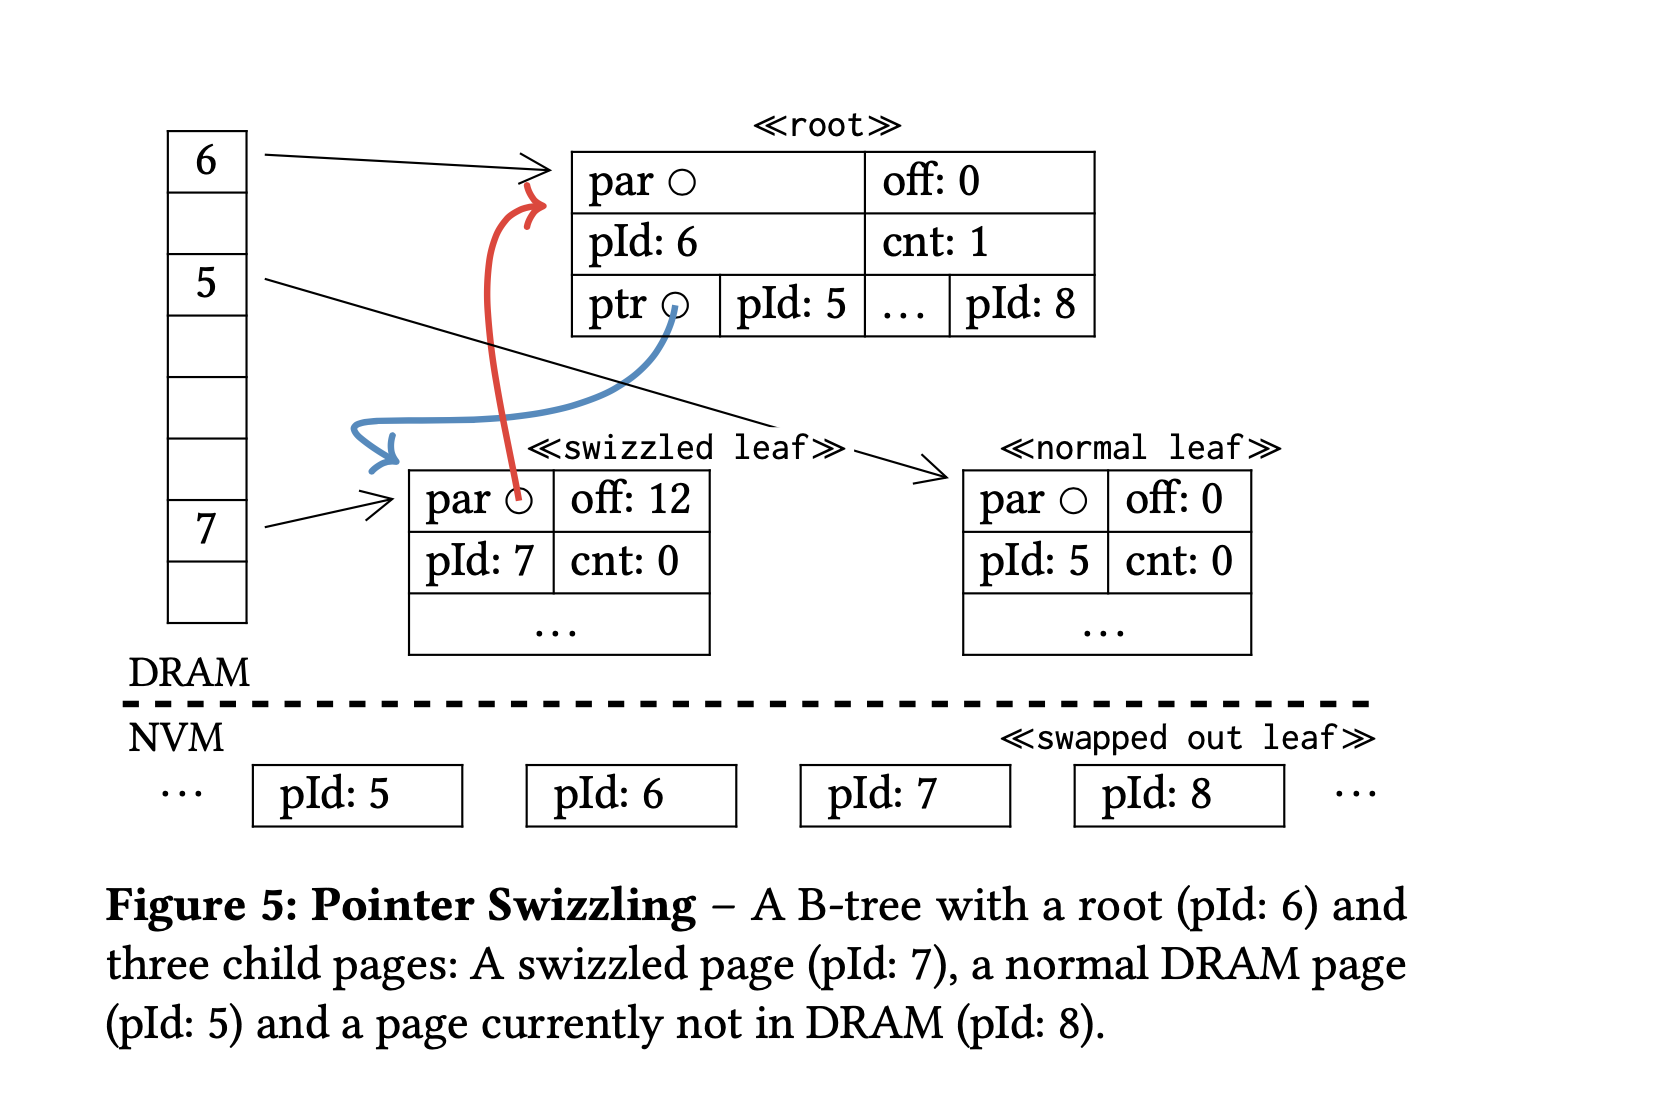 ≪root≫
6
par off: 0
pId: 6 cnt: 1
5
ptr pId: 5 ... pId: 8
≪swizzled leaf≫ ≪normal leaf≫
par off: 12 par off: 0
7
pId: 7 cnt: 0 pId: 5 cnt: 0
... ...
DRAM
NVM ≪swapped out leaf≫
... pId: 5 pId: 6 pId: 7 pId: 8 ...
Figure 5: Pointer Swizzling – A B-tree with a root (pId: 6) and
three child pages: A swizzled page (pId: 7), a normal DRAM page
(pId: 5) and a page currently not in DRAM (pId: 8).